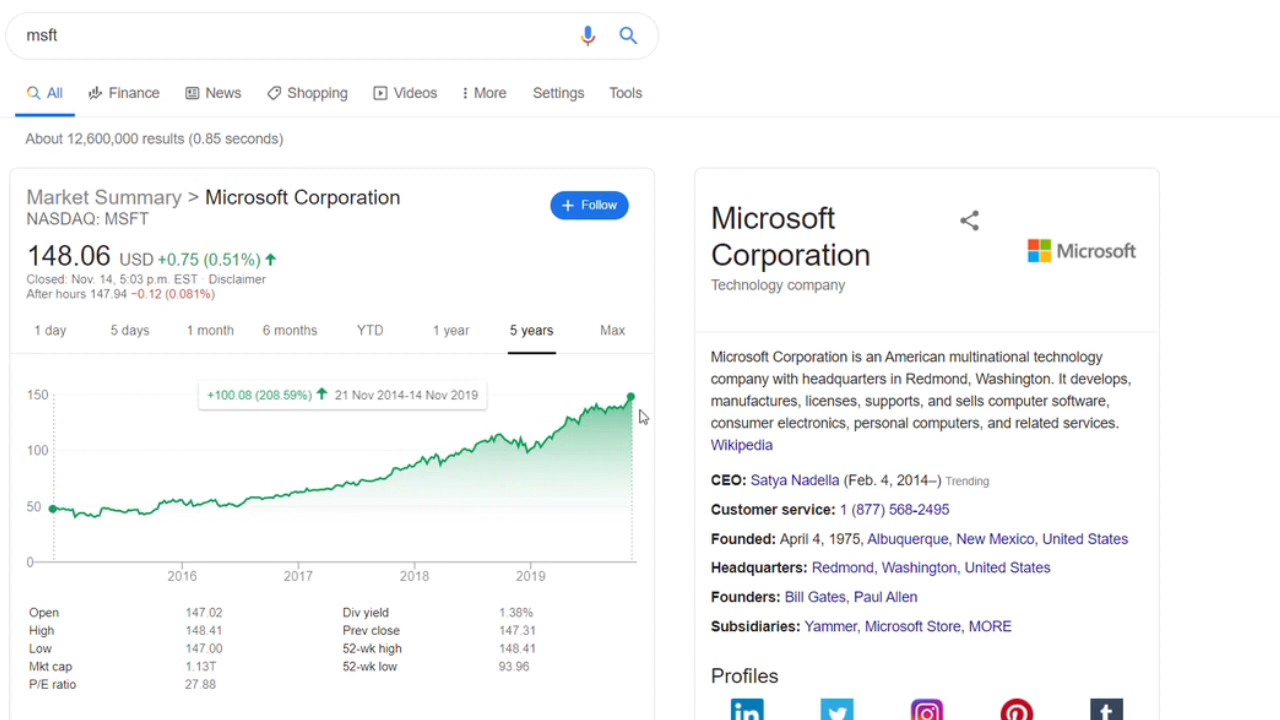 msft
All
Finance
News
Shopping
Videos
More
Settings
Tools
About 12,600,000 results (0.85 seconds)
Market Summary > Microsoft Corporation
NASDAQ: MSFT
+ Follow
148.06 USD +0.75 (0.51%)
Closed: Nov. 14, 5:03 p.m. EST · Disclaimer
After hours 147.94 −0.12 (0.081%)
1 day
5 days
1 month
6 months
YTD
1 year
5 years
Max
+100.08 (208.59%) 21 Nov 2014-14 Nov 2019
150
100
50
0
2016
2017
2018
2019
Open 147.02
High 148.41
Low 147.00
Mkt cap 1.13T
P/E ratio 27.88
Div yield 1.38%
Prev close 147.31
52-wk high 148.41
52-wk low 93.96
Microsoft
Corporation
Technology company
Microsoft
Microsoft Corporation is an American multinational technology
company with headquarters in Redmond, Washington. It develops,
manufactures, licenses, supports, and sells computer software,
consumer electronics, personal computers, and related services.
Wikipedia
CEO: Satya Nadella (Feb. 4, 2014–) Trending
Customer service: 1 (877) 568-2495
Founded: April 4, 1975, Albuquerque, New Mexico, United States
Headquarters: Redmond, Washington, United States
Founders: Bill Gates, Paul Allen
Subsidiaries: Yammer, Microsoft Store, MORE
Profiles
in
t